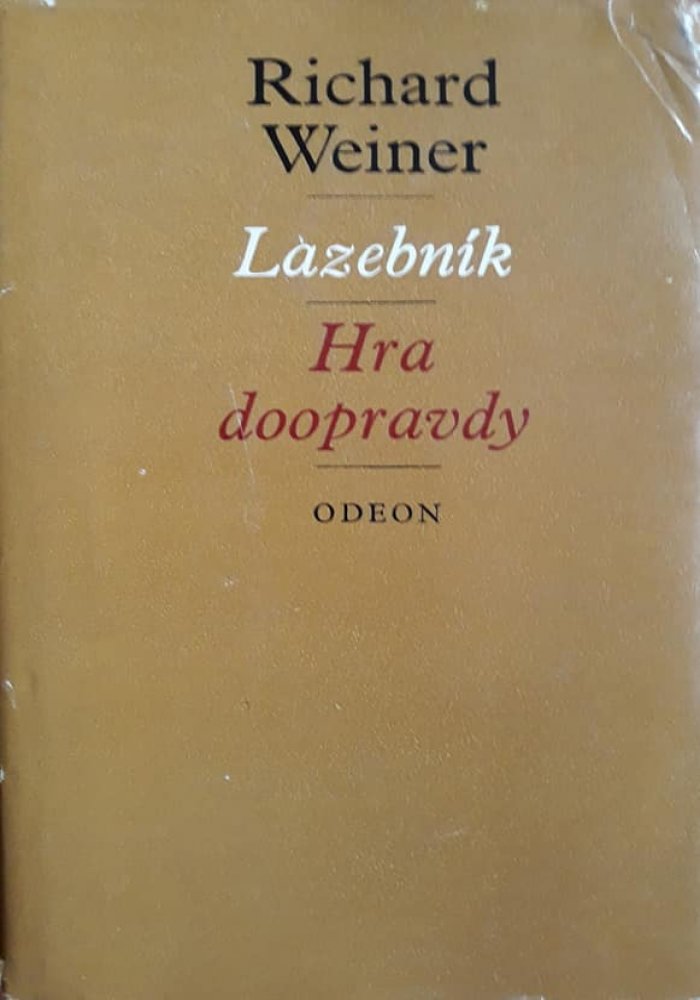 Richard
Weiner
Lazebník
Hra
doopravdy
ODEON